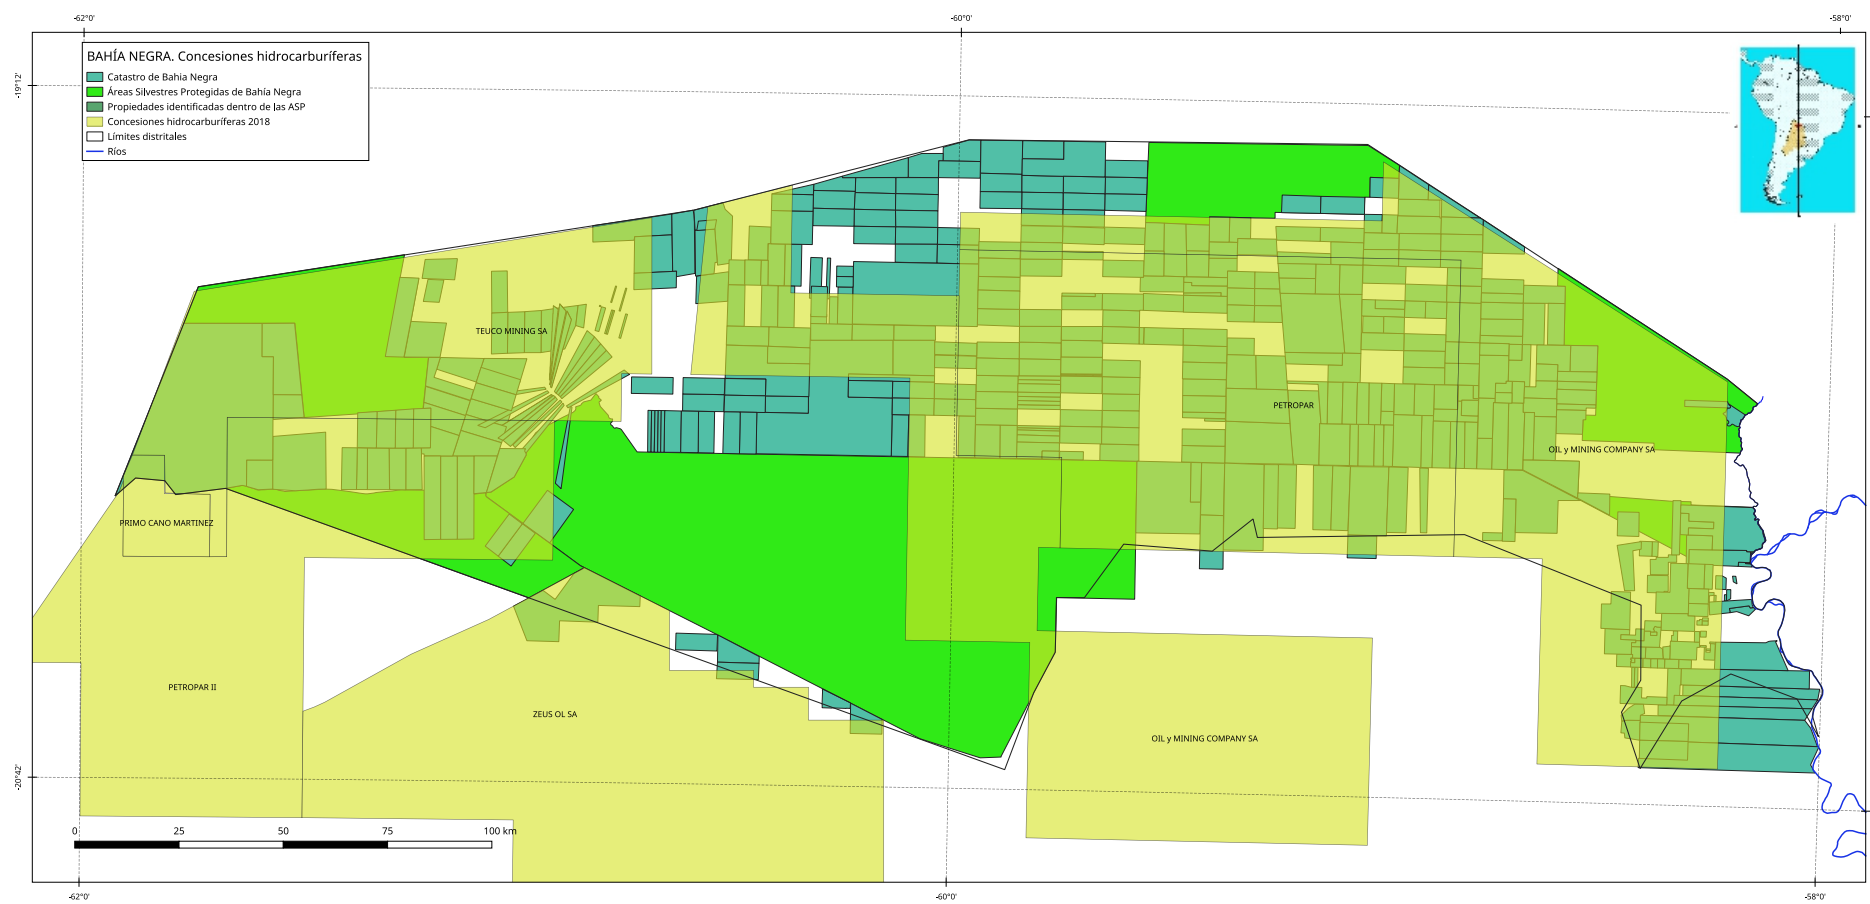 -62°0'
-60°0'
-58°0'
-19°12'
BAHÍA NEGRA. Concesiones hidrocarburíferas
Catastro de Bahia Negra
Áreas Silvestres Protegidas de Bahía Negra
Propiedades identificadas dentro de las ASP
Concesiones hidrocarburíferas 2018
Límites distritales
Ríos
TEUCO MINING SA
PETROPAR
OIL y MINING COMPANY SA
PRIMO CANO MARTINEZ
PETROPAR II
ZEUS OL SA
OIL y MINING COMPANY SA
-20°42'
0
25
50
75
100 km
-62°0'
-60°0'
-58°0'